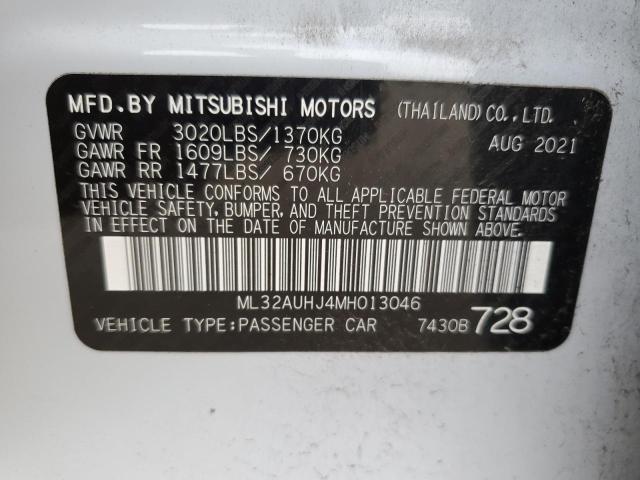 MFD.BY MITSUBISHI MOTORS (THAILAND)CO.,LTD.
GVWR 3020LBS/1370KG AUG 2021
GAWR FR 1609LBS/ 730KG
GAWR RR 1477LBS/ 670KG
THIS VEHICLE CONFORMS TO ALL APPLICABLE FEDERAL MOTOR
VEHICLE SAFETY, BUMPER, AND THEFT PREVENTION STANDARDS
IN EFFECT ON THE DATE OF MANUFACTURE SHOWN ABOVE.
ML32AUHJ4MH013046
VEHICLE TYPE:PASSENGER CAR 7430B 728